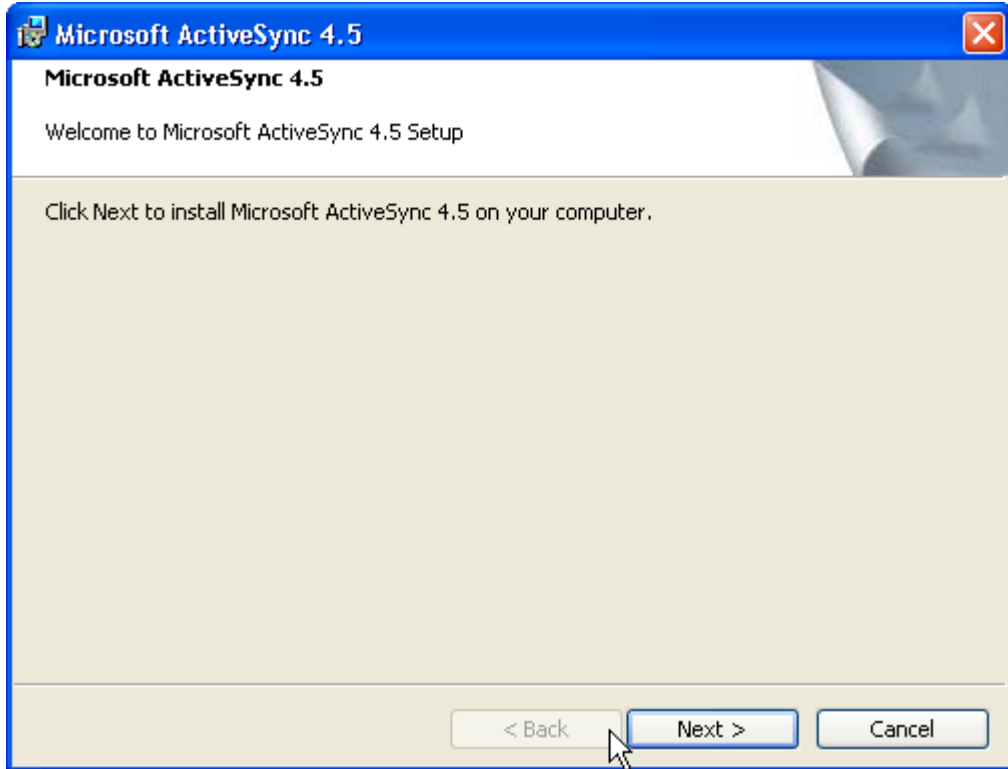 Microsoft ActiveSync 4.5
Microsoft ActiveSync 4.5
Welcome to Microsoft ActiveSync 4.5 Setup
Click Next to install Microsoft ActiveSync 4.5 on your computer.
< Back Next > Cancel